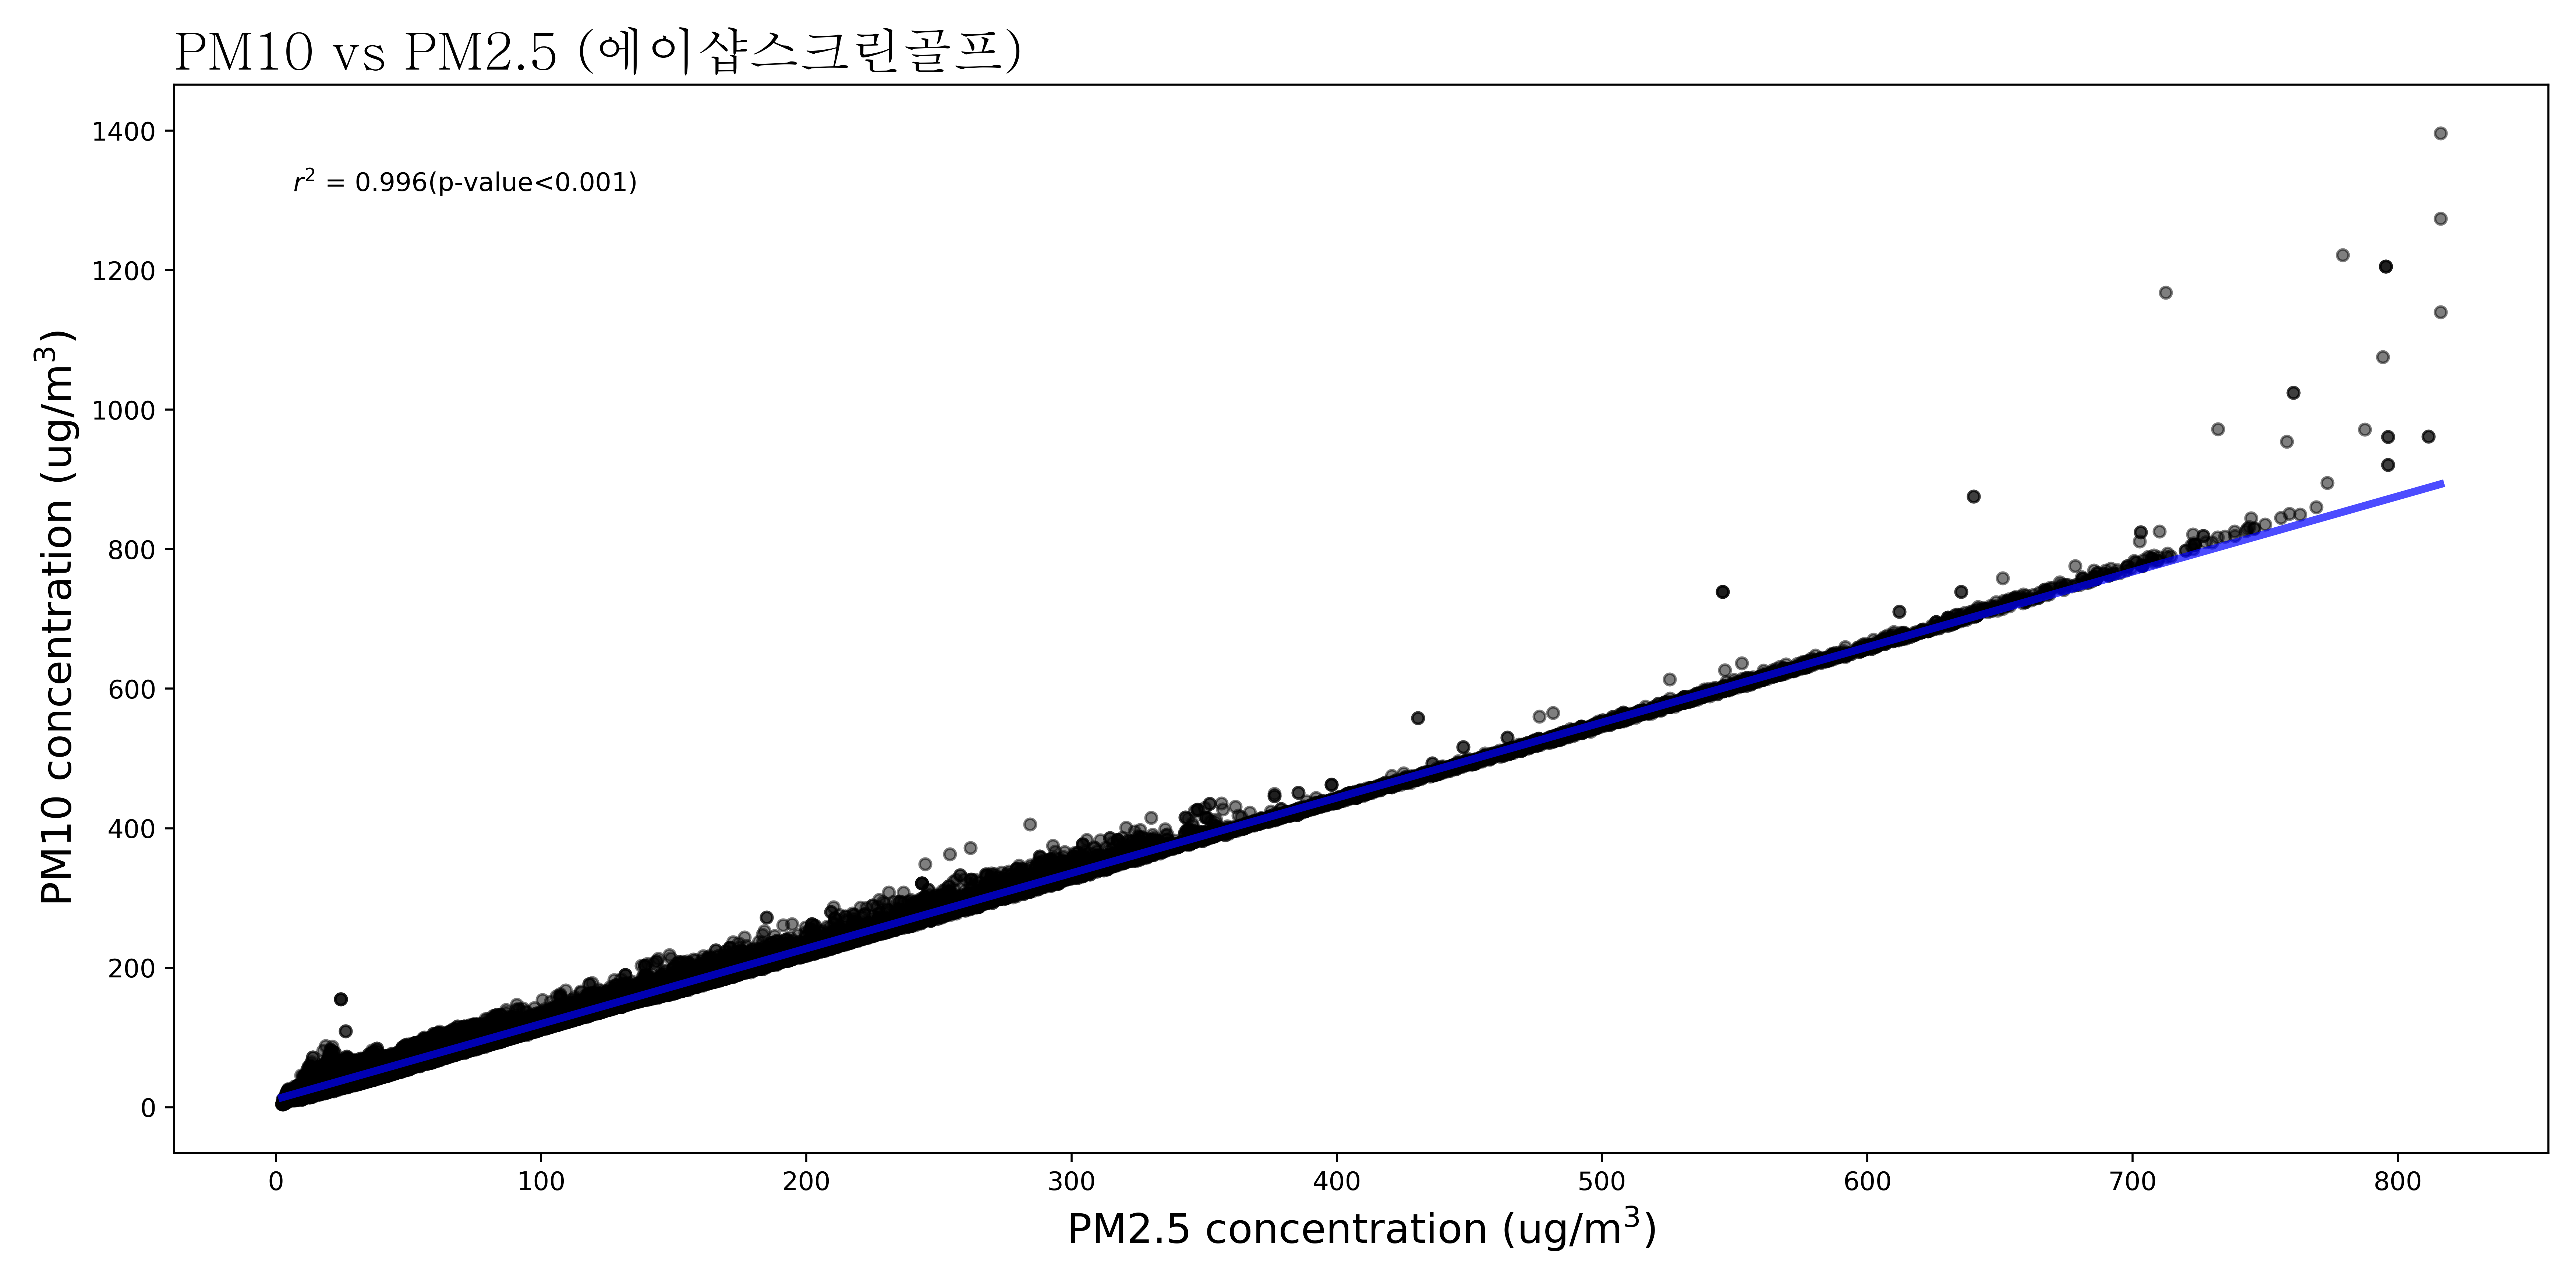 PM10 vs PM2.5 (에이샵스크린골프)
r² = 0.996(p-value<0.001)
PM10 concentration (ug/m³)
1400
1200
1000
800
600
400
200
0
0 100 200 300 400 500 600 700 800
PM2.5 concentration (ug/m³)